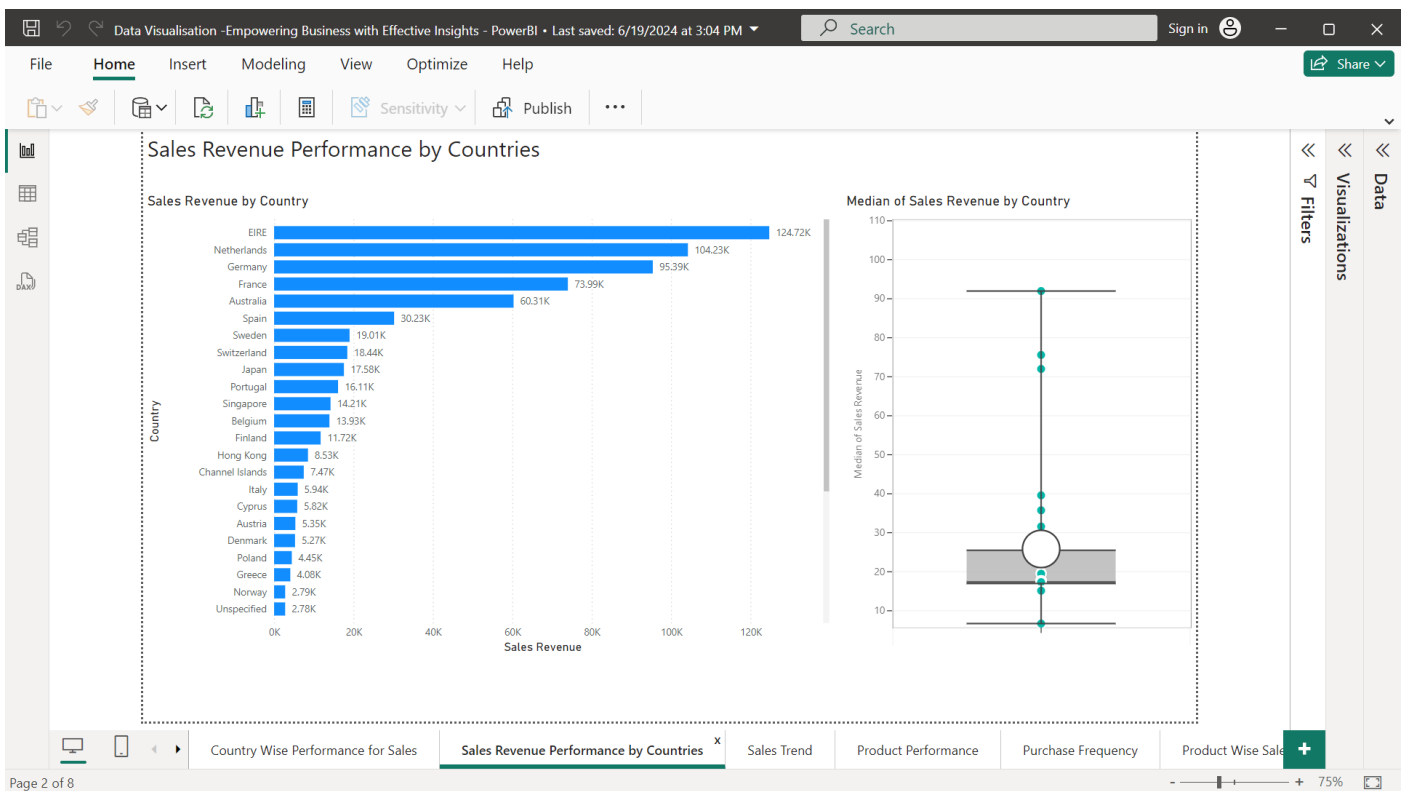 Data Visualisation -Empowering Business with Effective Insights - PowerBI • Last saved: 6/19/2024 at 3:04 PM
Search
Sign in
File Home Insert Modeling View Optimize Help
Share
Sensitivity
Publish
Sales Revenue Performance by Countries
Sales Revenue by Country
Country
EIRE 124.72K
Netherlands 104.23K
Germany 95.39K
France 73.99K
Australia 60.31K
Spain 30.23K
Sweden 19.01K
Switzerland 18.44K
Japan 17.58K
Portugal 16.11K
Singapore 14.21K
Belgium 13.93K
Finland 11.72K
Hong Kong 8.53K
Channel Islands 7.47K
Italy 5.94K
Cyprus 5.82K
Austria 5.35K
Denmark 5.27K
Poland 4.45K
Greece 4.08K
Norway 2.79K
Unspecified 2.78K
0K 20K 40K 60K 80K 100K 120K
Sales Revenue
Median of Sales Revenue by Country
Median of Sales Revenue
110
100
90
80
70
60
50
40
30
20
10
Filters
Visualizations
Data
DAX
Country Wise Performance for Sales
Sales Revenue Performance by Countries x
Sales Trend
Product Performance
Purchase Frequency
Product Wise Sale
+
Page 2 of 8
- + 75%